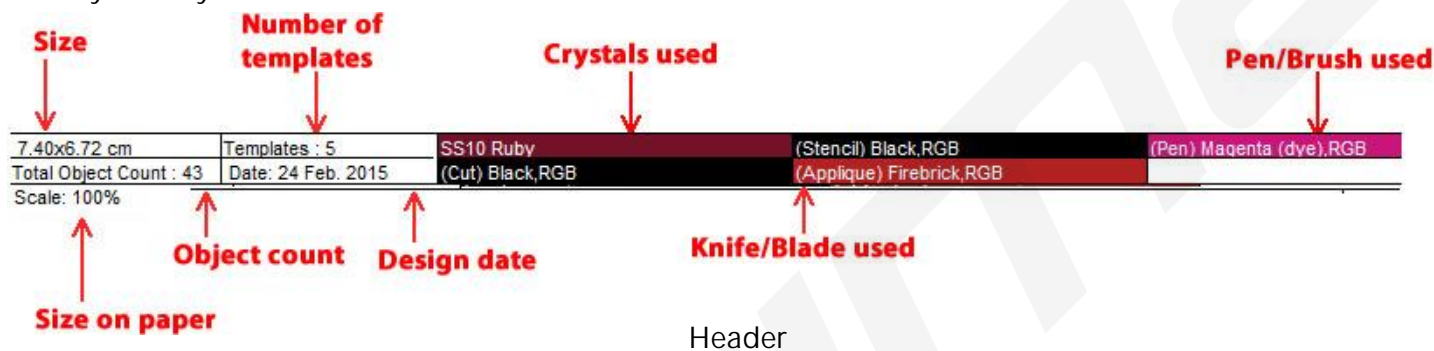 Size
Number of
templates
Crystals used
Pen/Brush used
7.40x6.72 cm Templates : 5 SS10 Ruby (Stencil) Black,RGB (Pen) Magenta (dye),RGB
Total Object Count : 43 Date: 24 Feb. 2015 (Cut) Black,RGB (Applique) Firebrick,RGB
Scale: 100%
Object count
Design date
Knife/Blade used
Size on paper
Header